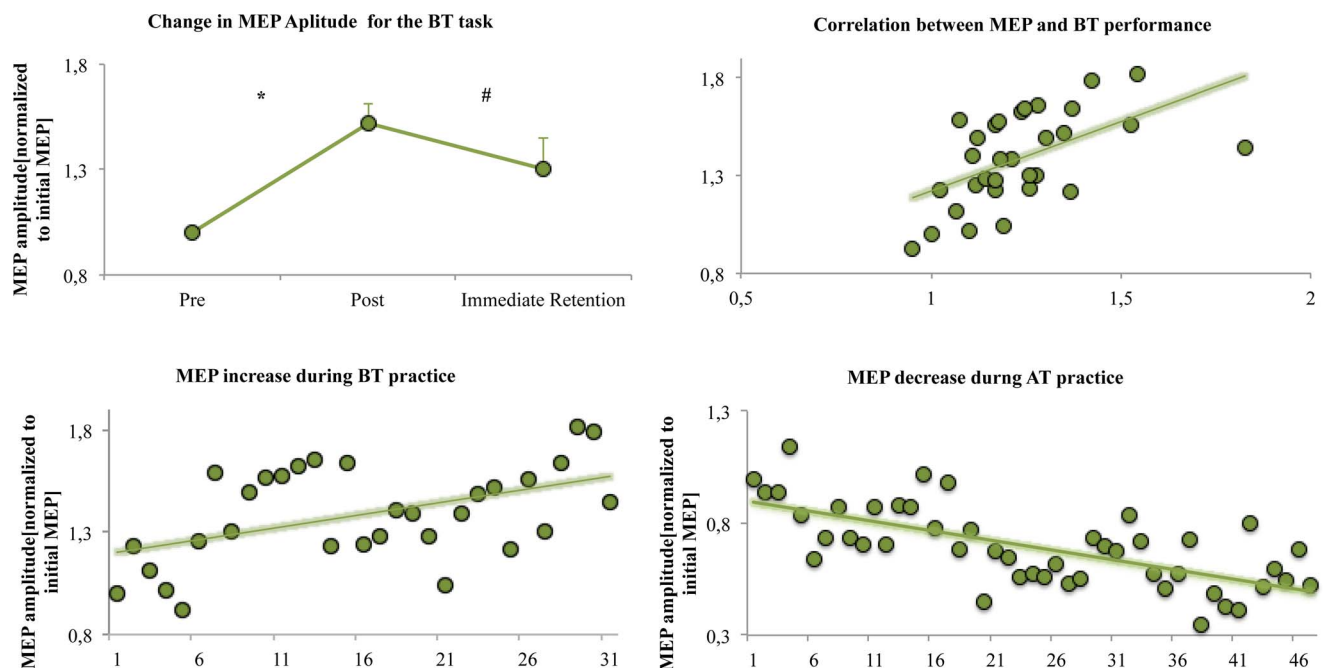 Change in MEP Aplitude for the BT task
MEP amplitude[normalized
to initial MEP]
1,8
1,3
0,8
*
#
Pre
Post
Immediate Retention
Correlation between MEP and BT performance
1,8
1,3
0,8
0,5
1
1,5
2
MEP increase during BT practice
MEP amplitude[normalized to
initial MEP]
1,8
1,3
0,8
1
6
11
16
21
26
31
MEP decrease durng AT practice
MEP amplitude[normalized to
initial MEP]
1,3
0,8
0,3
1
6
11
16
21
26
31
36
41
46